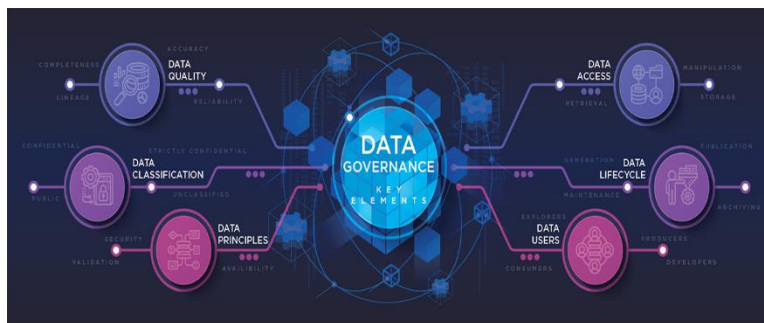 COMPLETENESS
ACCURACY
DATA
QUALITY
LINEAGE
RELIABILITY
CONFIDENTIAL
STRICTLY CONFIDENTIAL
DATA
CLASSIFICATION
PUBLIC
UNCLASSIFIED
SECURITY
DATA
PRINCIPLES
VALIDATION
AVAILIBILITY
DATA
GOVERNANCE
KEY
ELEMENTS
DATA
ACCESS
MANIPULATION
RETRIEVAL
STORAGE
PUBLICATION
GENERATION
DATA
LIFECYCLE
MAINTENANCE
ARCHIVING
EXPLORERS
DATA
USERS
PRODUCERS
CONSUMERS
DEVELOPERS